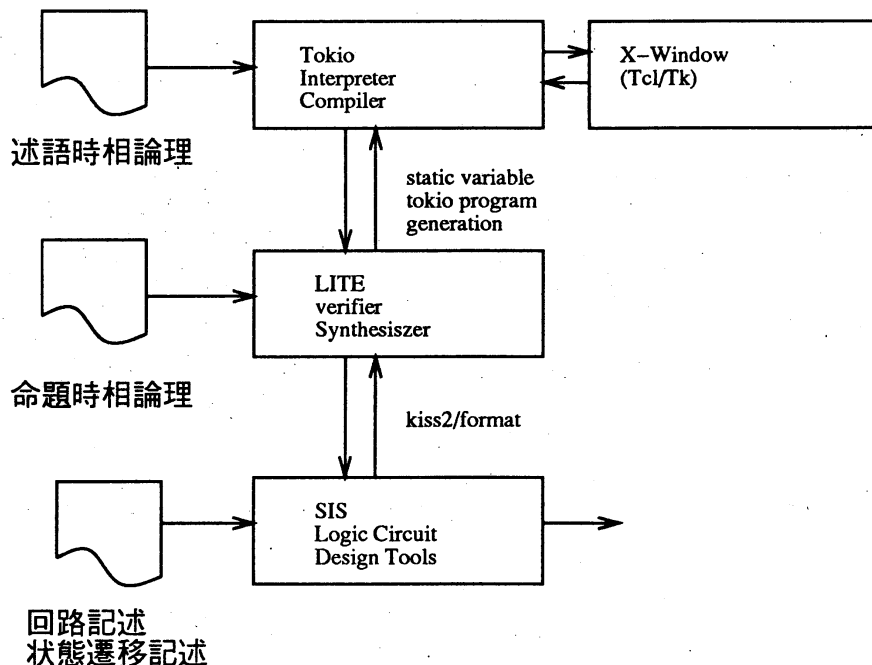 Tokio
Interpreter
Compiler
X-Window
(Tcl/Tk)
述語時相論理
static variable
tokio program
generation
LITE
verifier
Synthesiszer
命題時相論理
kiss2/format
SIS
Logic Circuit
Design Tools
回路記述
状態遷移記述